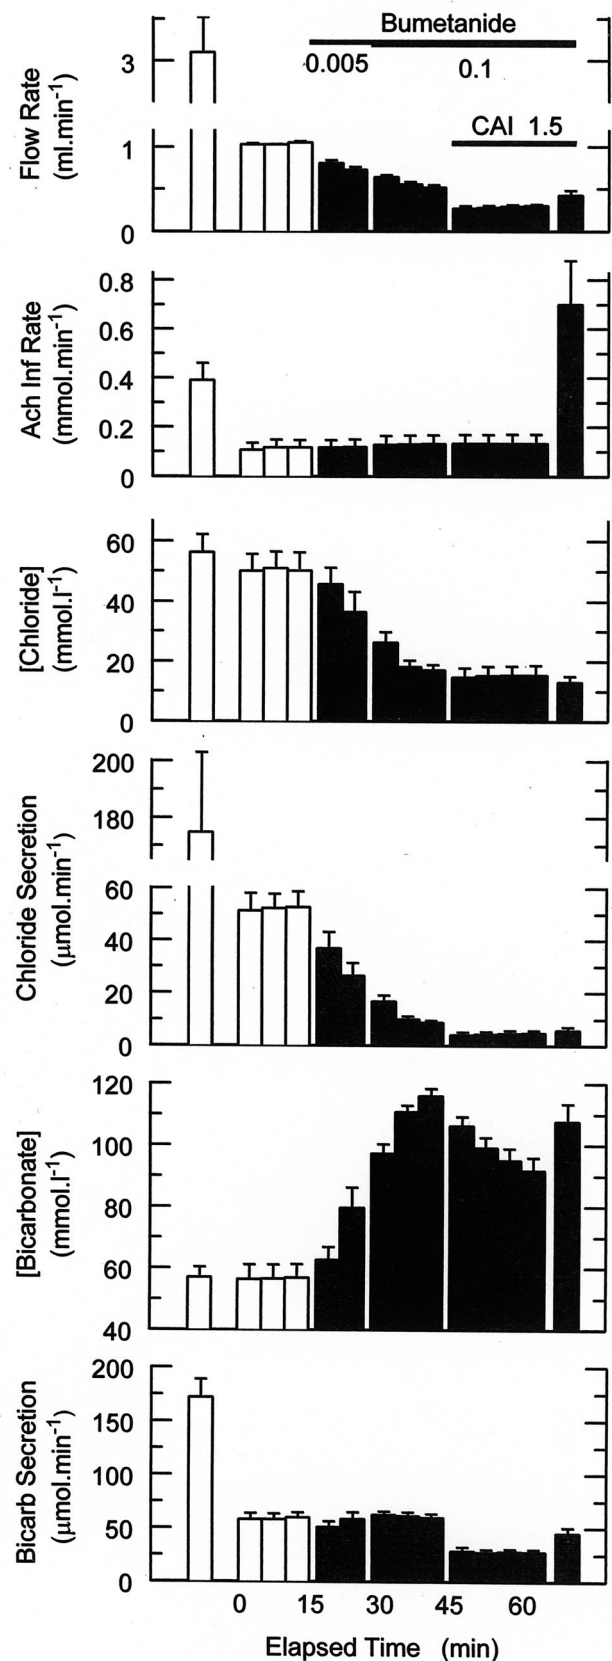 Bumetanide
0.005
0.1
CAI 1.5
Flow Rate
(ml.min-1)
3
1
0
Ach Inf Rate
(mmol.min-1)
0.8
0.6
0.4
0.2
0
[Chloride]
(mmol.l-1)
60
40
20
0
Chloride Secretion
(µmol.min-1)
200
180
60
40
20
0
[Bicarbonate]
(mmol.l-1)
120
100
80
60
40
Bicarb Secretion
(µmol.min-1)
200
150
100
50
0
0 15 30 45 60
Elapsed Time (min)